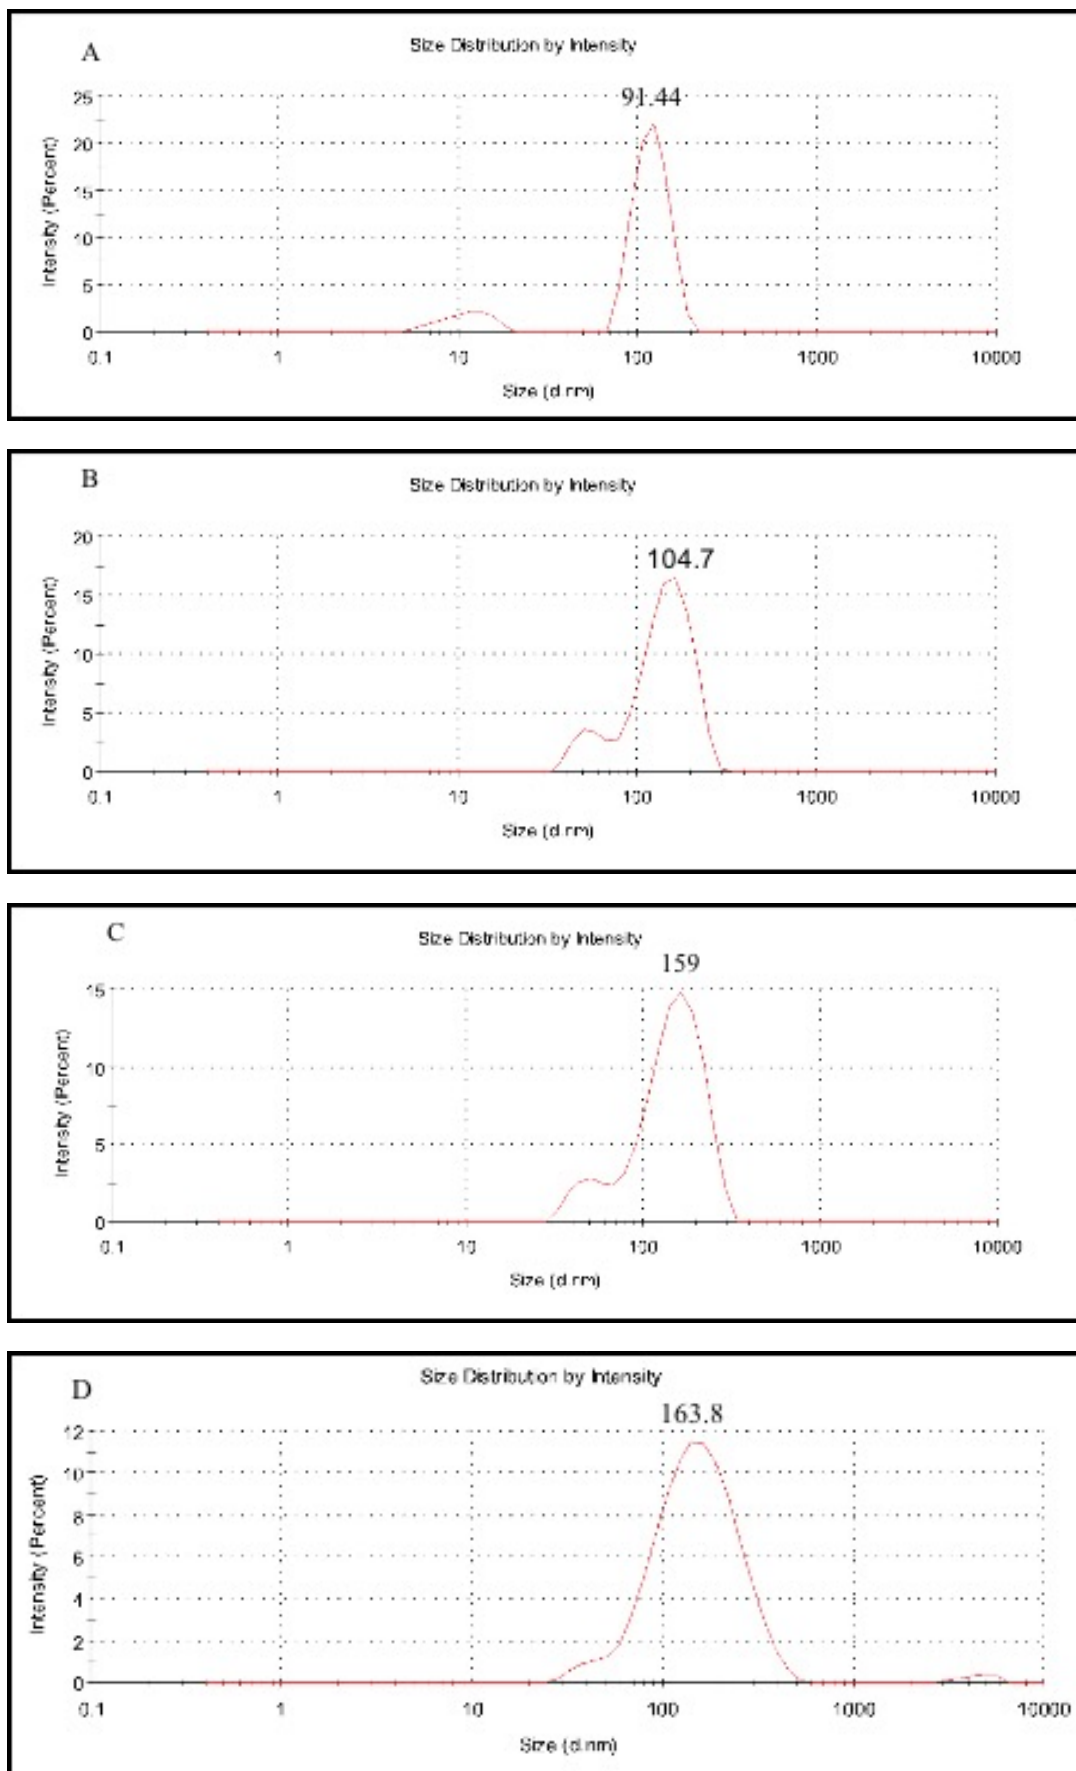 A
Size Distribution by Intensity
91.44
25
20
15
10
5
0
Intensity (Percent)
0.1 1 10 100 1000 10000
Size (d.nm)
B
Size Distribution by Intensity
104.7
20
15
10
5
0
Intensity (Percent)
0.1 1 10 100 1000 10000
Size (d.nm)
C
Size Distribution by Intensity
159
15
10
5
0
Intensity (Percent)
0.1 1 10 100 1000 10000
Size (d.nm)
D
Size Distribution by Intensity
163.8
12
10
8
6
4
2
0
Intensity (Percent)
0.1 1 10 100 1000 10000
Size (d.nm)